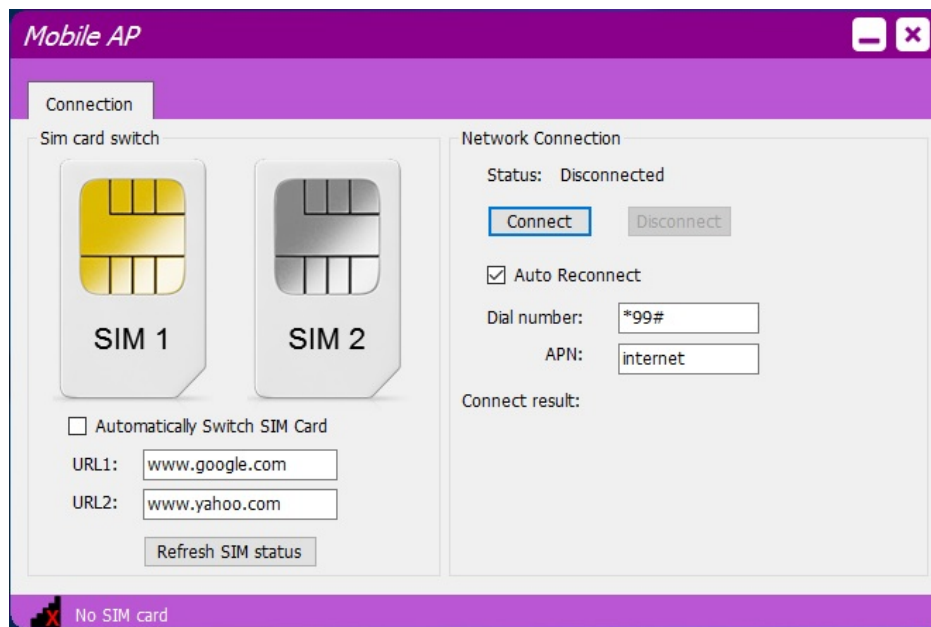 Mobile AP
Connection
Sim card switch
SIM 1
SIM 2
Automatically Switch SIM Card
URL1: www.google.com
URL2: www.yahoo.com
Refresh SIM status
Network Connection
Status: Disconnected
Connect Disconnect
Auto Reconnect
Dial number: *99#
APN: internet
Connect result:
No SIM card